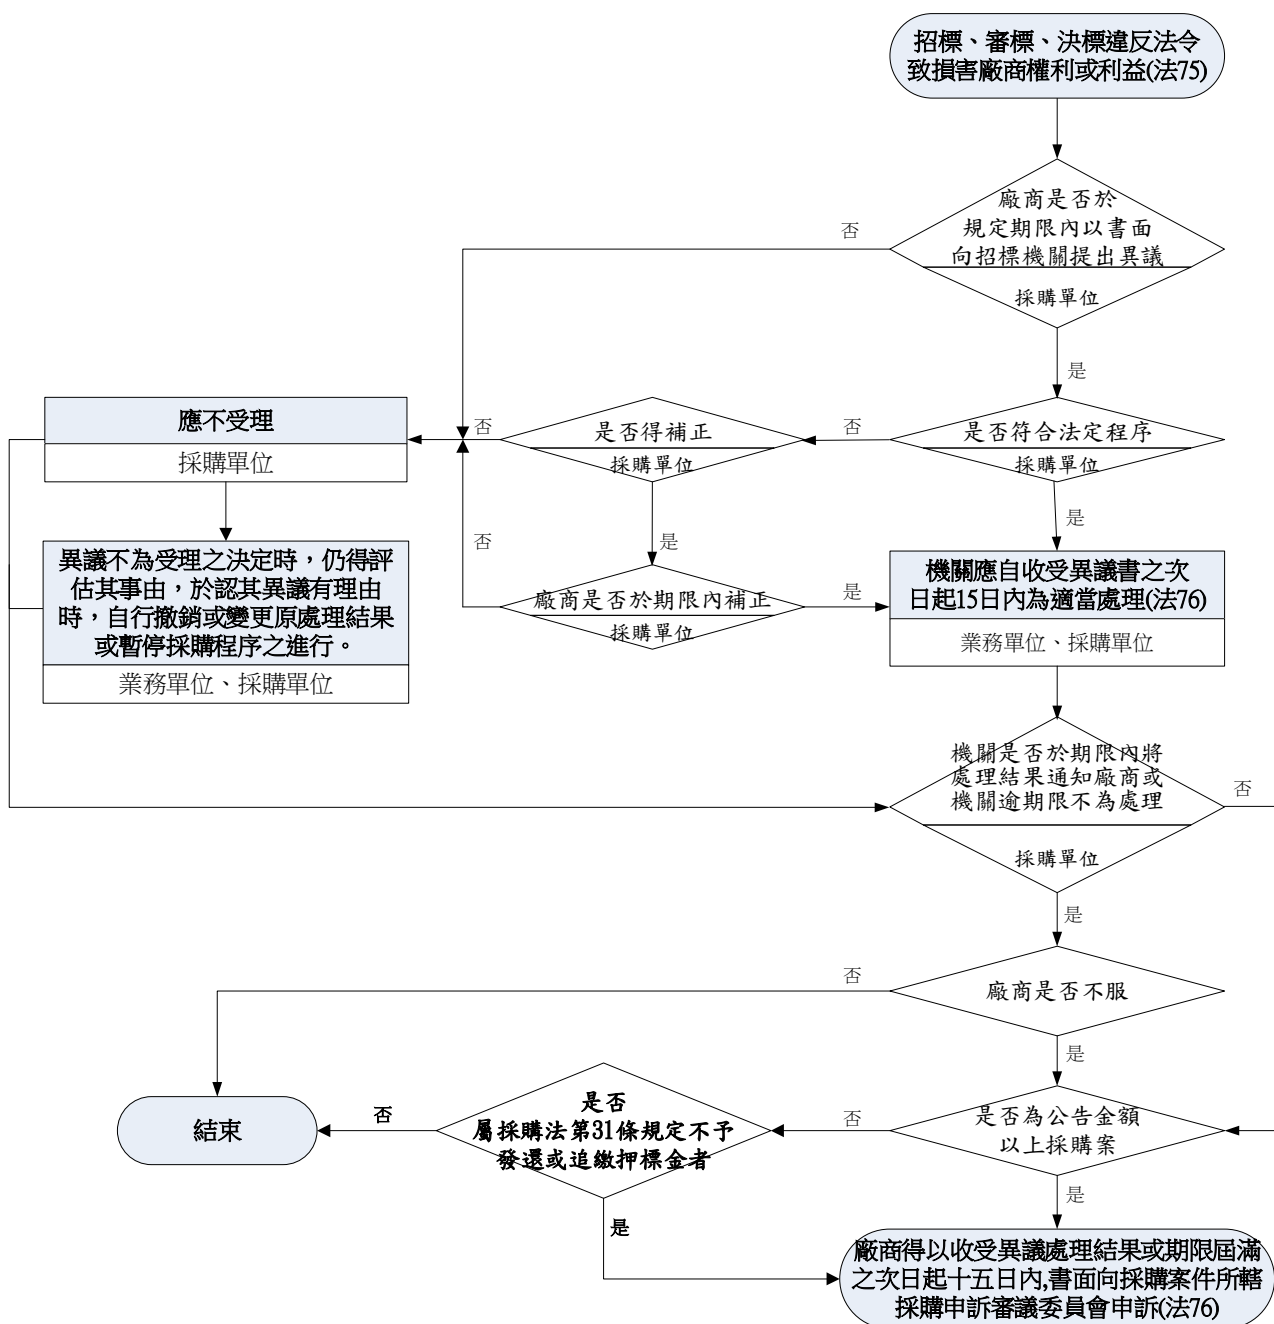 招標、審標、決標違反法令
致損害廠商權利或利益(法75)
廠商是否於
規定期限內以書面
向招標機關提出異議
採購單位
否
是
是否符合法定程序
採購單位
否
是
是否得補正
採購單位
否
是
應不受理
採購單位
異議不為受理之決定時，仍得評
估其事由，於認其異議有理由
時，自行撤銷或變更原處理結果
或暫停採購程序之進行。
業務單位、採購單位
廠商是否於期限內補正
採購單位
否
是
機關應自收受異議書之次
日起15日內為適當處理(法76)
業務單位、採購單位
機關是否於期限內將
處理結果通知廠商或
機關逾期限不為處理
採購單位
否
是
廠商是否不服
否
是
是否為公告金額
以上採購案
否
是
是否
屬採購法第31條規定不予
發還或追繳押標金者
否
是
結束
廠商得以收受異議處理結果或期限屆滿
之次日起十五日內,書面向採購案件所轄
採購申訴審議委員會申訴(法76)